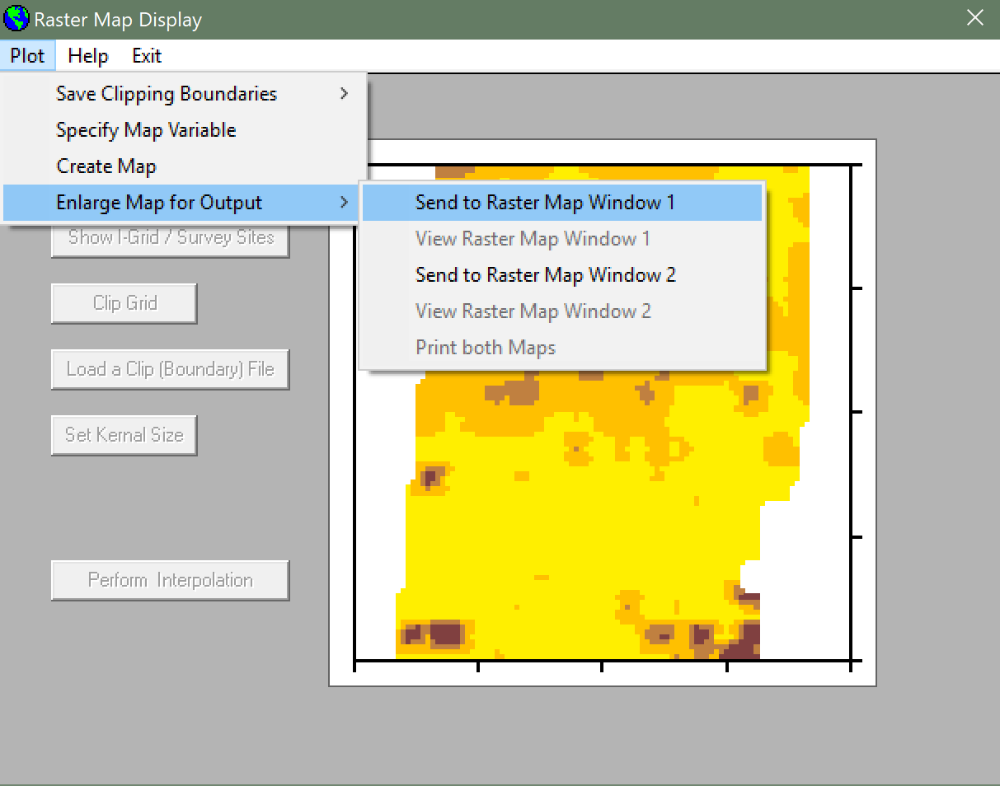 Raster Map Display
Plot Help Exit
Save Clipping Boundaries
Specify Map Variable
Create Map
Enlarge Map for Output
Send to Raster Map Window 1
View Raster Map Window 1
Send to Raster Map Window 2
View Raster Map Window 2
Print both Maps
Show I-Grid / Survey Sites
Clip Grid
Load a Clip (Boundary) File
Set Kernal Size
Perform Interpolation